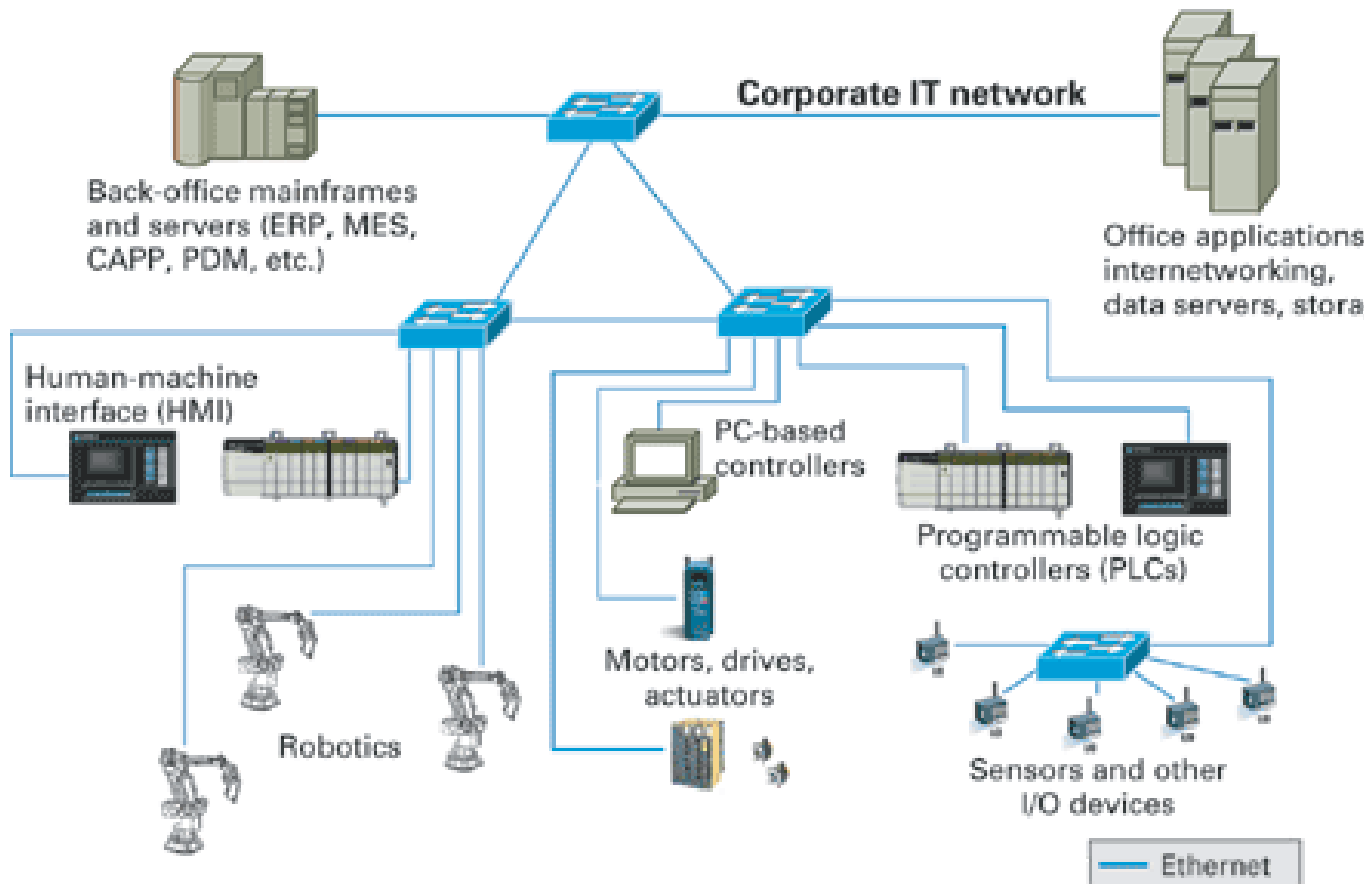 Corporate IT network
Back-office mainframes
and servers (ERP, MES,
CAPP, PDM, etc.)
Office applications
internetworking,
data servers, stora
Human-machine
interface (HMI)
PC-based
controllers
Programmable logic
controllers (PLCs)
Motors, drives,
actuators
Robotics
Sensors and other
I/O devices
Ethernet